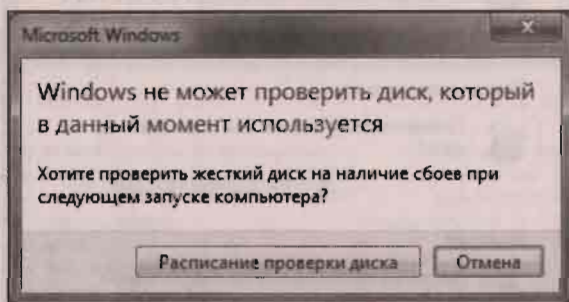 Microsoft Windows
Windows не может проверить диск, который
в данный момент используется
Хотите проверить жесткий диск на наличие сбоев при
следующем запуске компьютера?
Расписание проверки диска Отмена